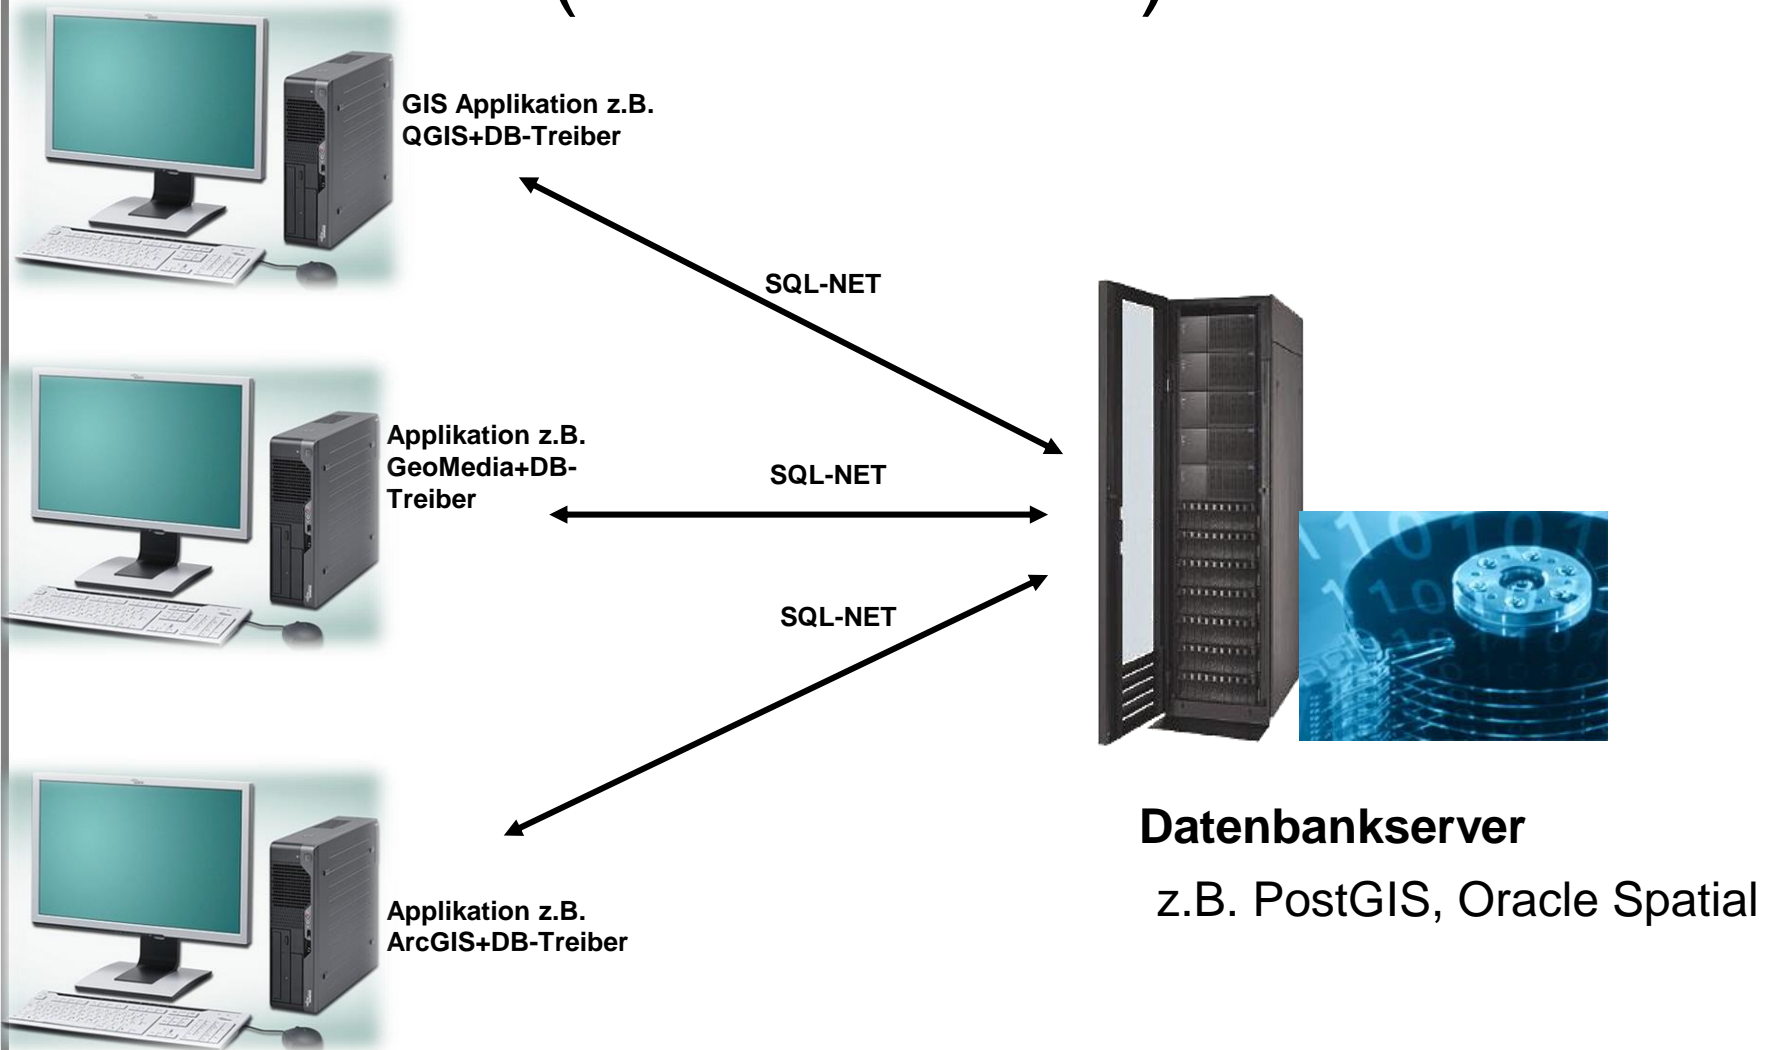 GIS Applikation z.B.
QGIS+DB-Treiber
SQL-NET
Applikation z.B.
GeoMedia+DB-
Treiber
SQL-NET
SQL-NET
Datenbankserver
z.B. PostGIS, Oracle Spatial
Applikation z.B.
ArcGIS+DB-Treiber